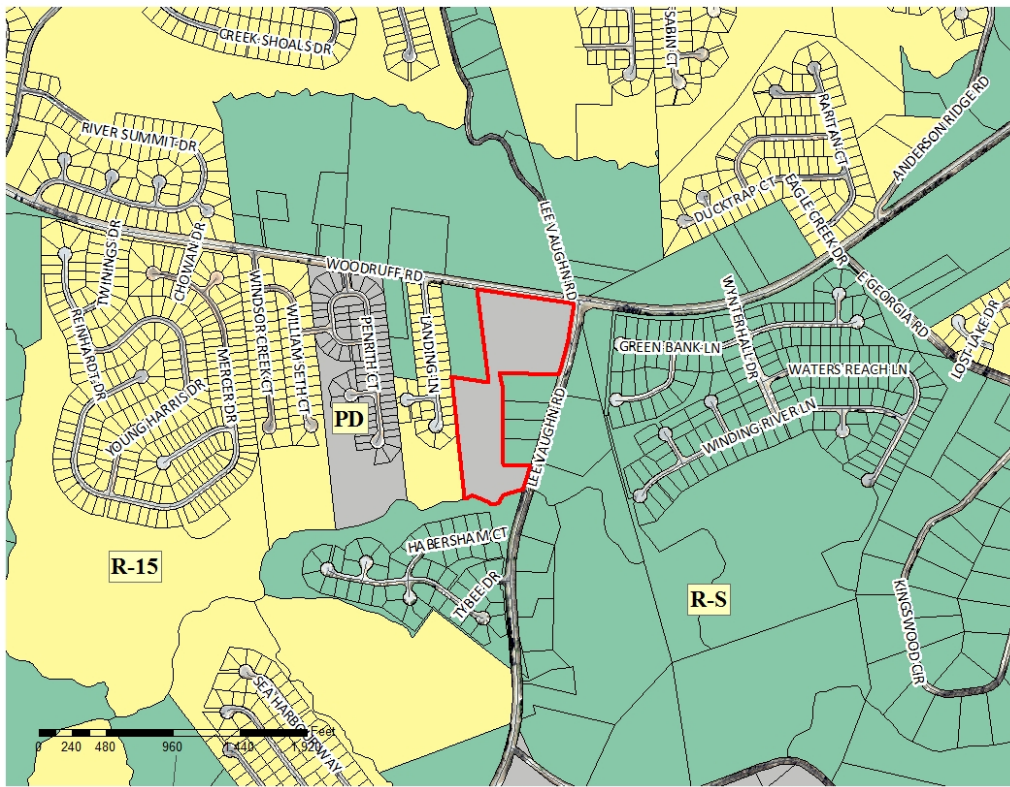 CREEK SHOALS DR
SABIN CT
RARITAN CT
ANDERSON RIDGE RD
RIVER SUMMIT DR
DUCKTRAP CT
EAGLE CREEK DR
LEE VAUGHN RD
TWININGS DR
CHOWAN DR
WOODRUFF RD
E GEORGIA RD
WINDSOR CREEK CT
WILLIAM SETH CT
PENRITH CT
LANDING LN
WYNTERHALL DR
LOST LAKE DR
REINHARDT DR
GREEN BANK LN
WATERS REACH LN
MERCER DR
YOUNG HARRIS DR
PD
WINDING RIVER LN
LEE VAUGHN RD
HABERSHAM CT
R-15
TYBEE DR
R-S
KINGSWOOD CIR
SEA HARBOUR WAY
Feet
0 240 480 960 1,440 1,920